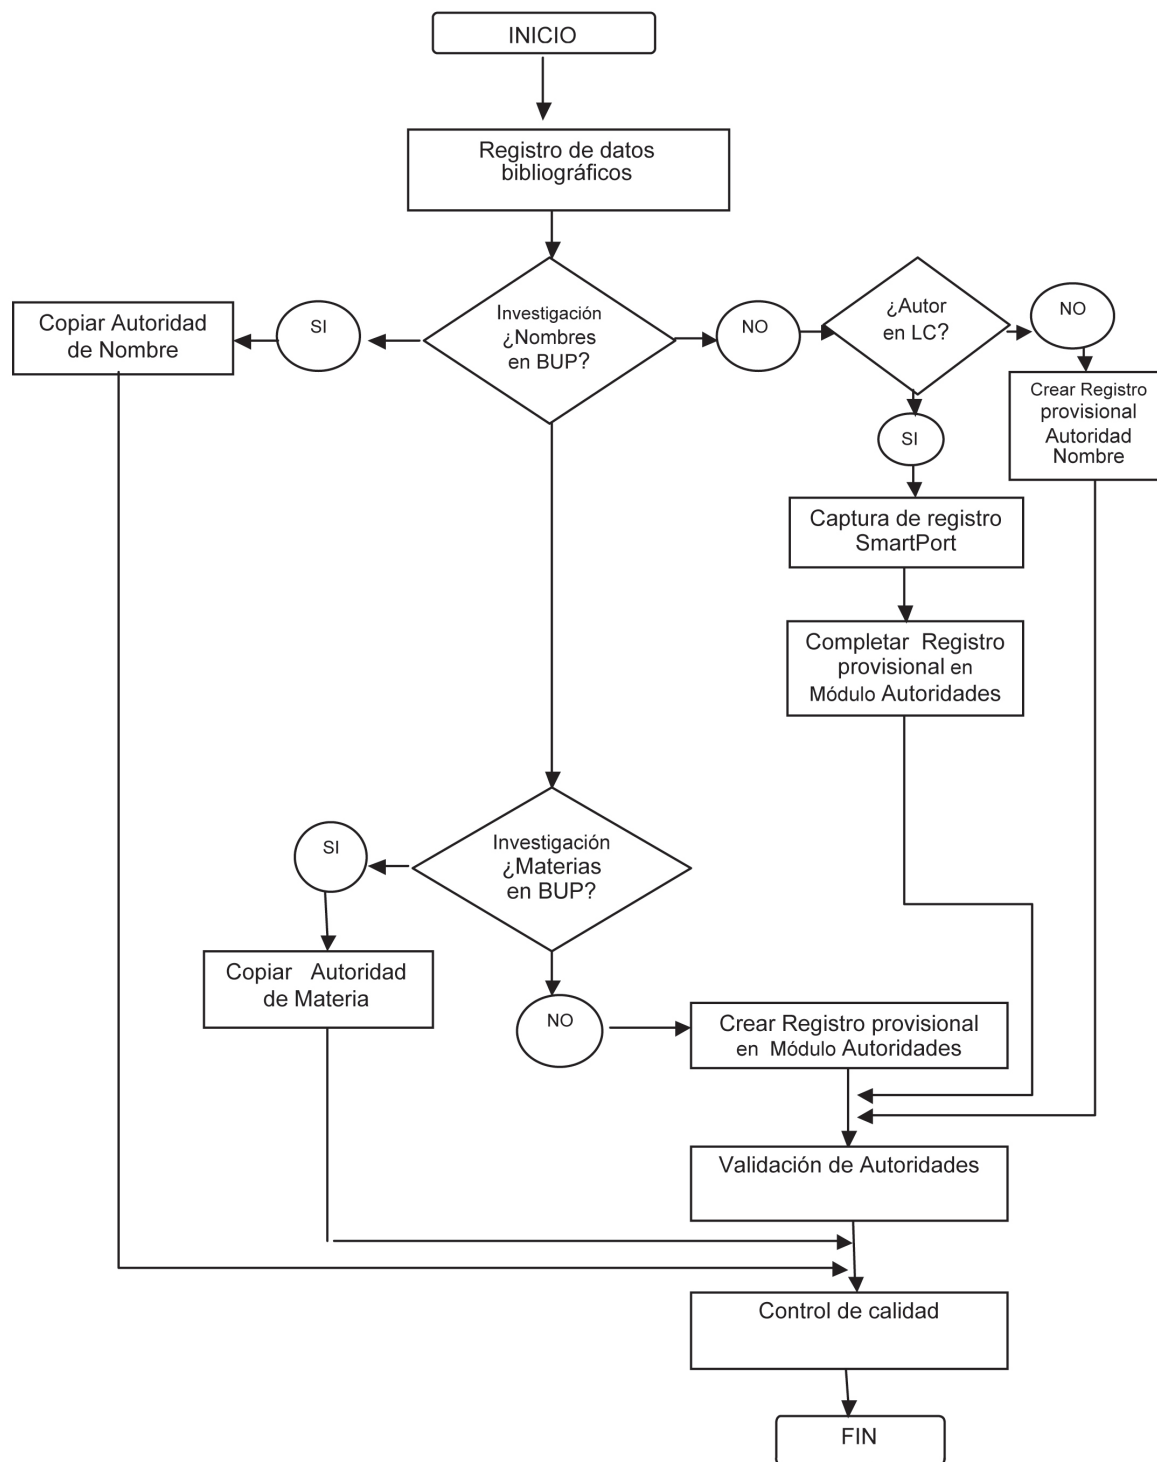 INICIO
Registro de datos
bibliográficos
Investigación
¿Nombres
en BUP?
SI
Copiar Autoridad
de Nombre
NO
¿Autor
en LC?
NO
Crear Registro
provisional
Autoridad
Nombre
SI
Captura de registro
SmartPort
Completar Registro
provisional en
Módulo Autoridades
Investigación
¿Materias
en BUP?
SI
Copiar Autoridad
de Materia
NO
Crear Registro provisional
en Módulo Autoridades
Validación de Autoridades
Control de calidad
FIN